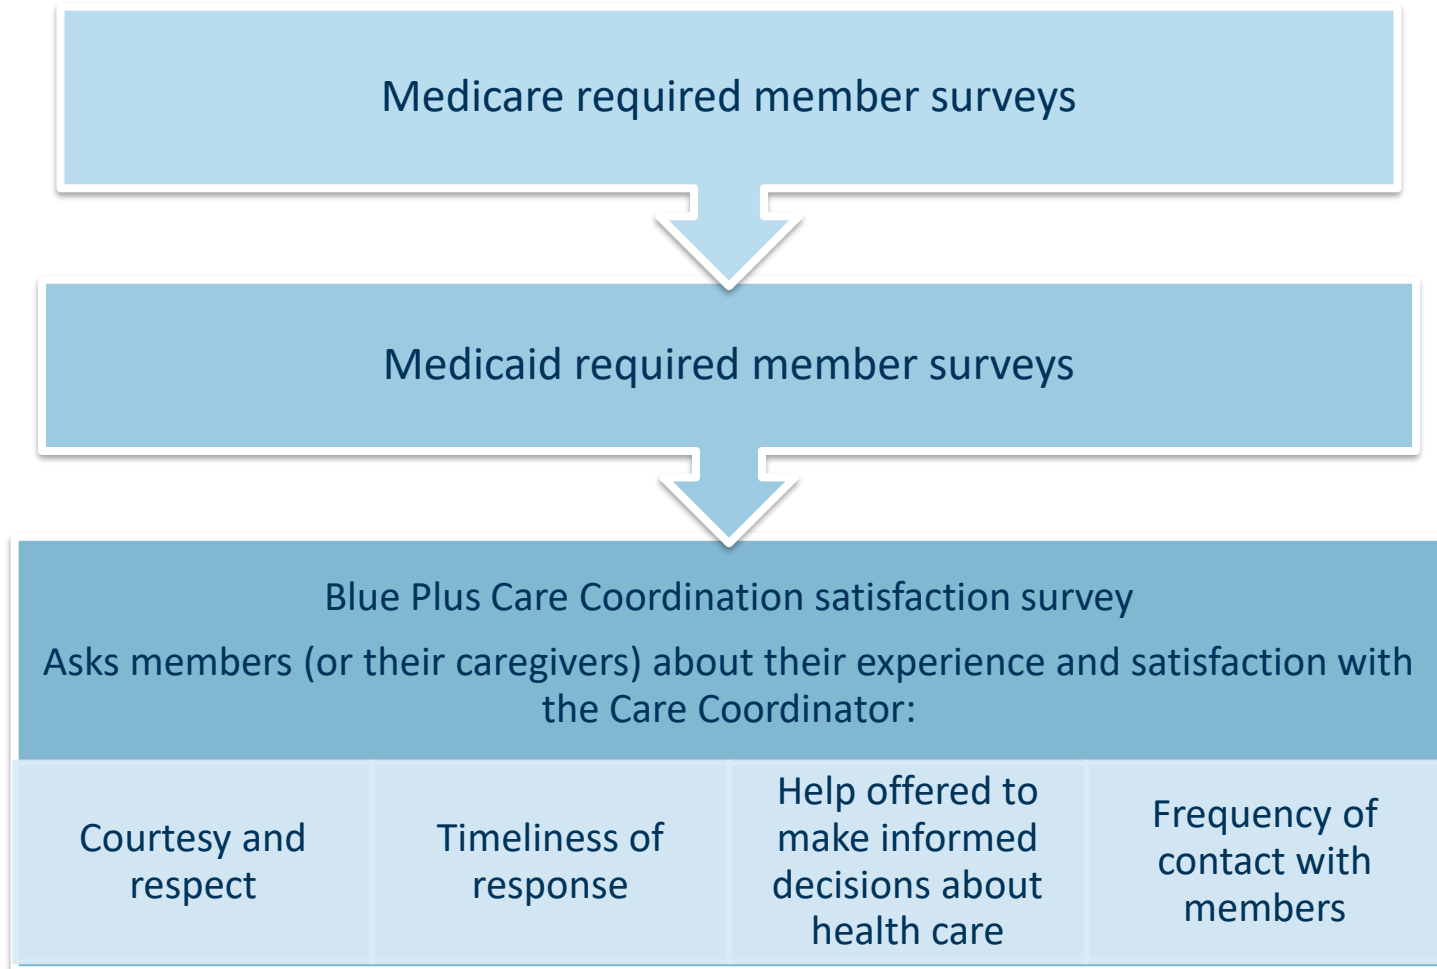 Medicare required member surveys
Medicaid required member surveys
Blue Plus Care Coordination satisfaction survey
Asks members (or their caregivers) about their experience and satisfaction with
the Care Coordinator:
Courtesy and
respect
Timeliness of
response
Help offered to
make informed
decisions about
health care
Frequency of
contact with
members